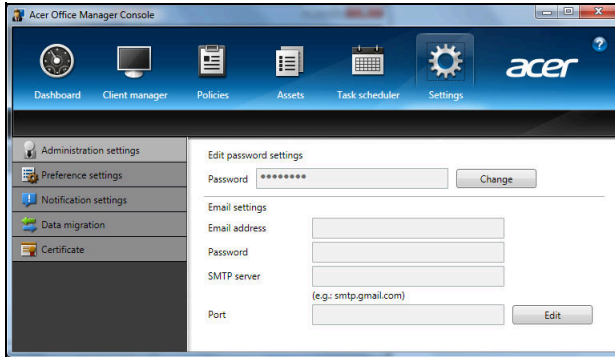 Acer Office Manager Console
?
Dashboard Client manager Policies Assets Task scheduler Settings acer
Administration settings
Preference settings
Notification settings
Data migration
Certificate
Edit password settings
Password Change
Email settings
Email address
Password
SMTP server
(e.g.: smtp.gmail.com)
Port Edit